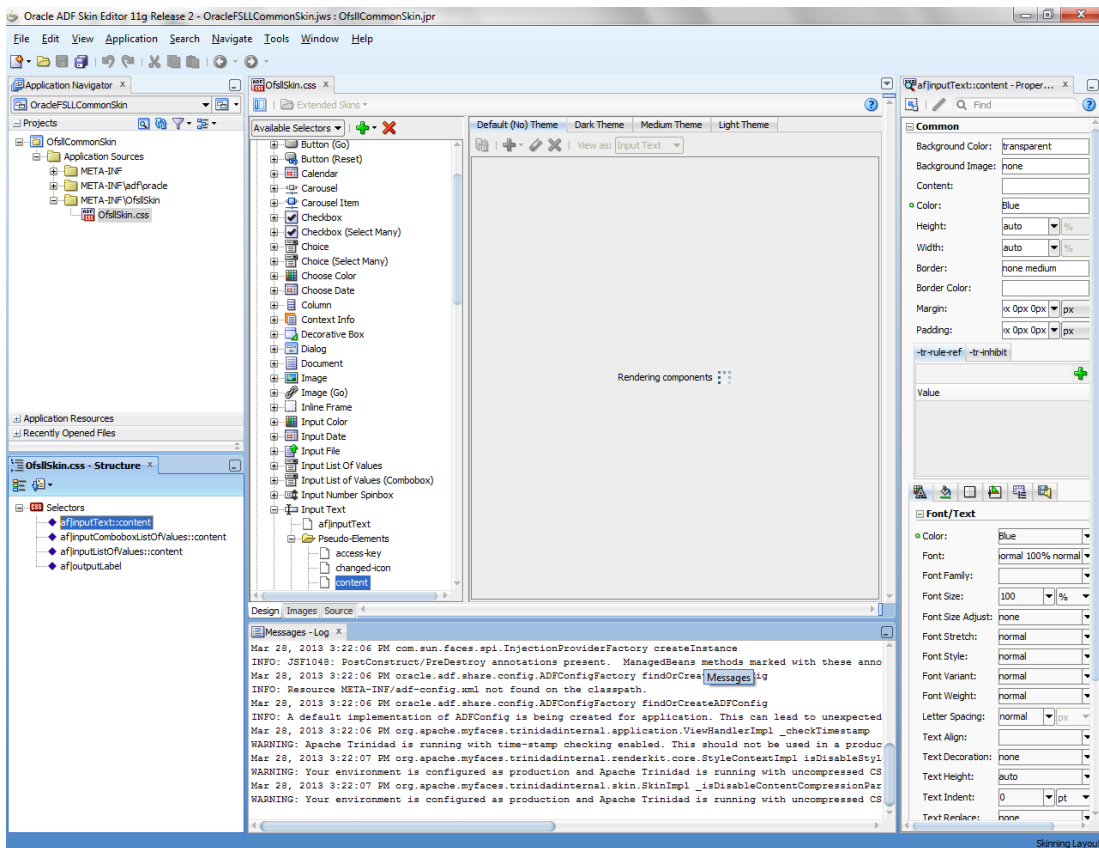 Oracle ADF Skin Editor 11g Release 2 - OracleFSLLCommonSkin.jws : OfsllCommonSkin.jpr
File Edit View Application Search Navigate Tools Window Help
Application Navigator
OracleFSLLCommonSkin
Projects
OfsllCommonSkin
Application Sources
META-INF
META-INF\adf\oracle
META-INF\OfsllSkin
OfsllSkin.css
Application Resources
Recently Opened Files
OfsllSkin.css - Structure
Selectors
af|inputText::content
af|inputComboboxListOfValues::content
af|inputListOfValues::content
af|outputLabel
OfsllSkin.css
Extended Skins
Available Selectors
Button (Go)
Button (Reset)
Calendar
Carousel
Carousel Item
Checkbox
Checkbox (Select Many)
Choice
Choice (Select Many)
Choose Color
Choose Date
Column
Context Info
Decorative Box
Dialog
Document
Image
Image (Go)
Inline Frame
Input Color
Input Date
Input File
Input List Of Values
Input List of Values (Combobox)
Input Number Spinbox
Input Text
af|inputText
Pseudo-Elements
access-key
changed-icon
content
Default (No) Theme Dark Theme Medium Theme Light Theme
View as: Input Text
Rendering components
Design Images Source
Messages - Log
Mar 28, 2013 3:22:06 PM com.sun.faces.spi.InjectionProviderFactory createInstance
INFO: JSF1048: PostConstruct/PreDestroy annotations present. ManagedBeans methods marked with these anno
Mar 28, 2013 3:22:06 PM oracle.adf.share.config.ADFConfigFactory findOrCrea Messages ig
INFO: Resource META-INF/adf-config.xml not found on the classpath.
Mar 28, 2013 3:22:06 PM oracle.adf.share.config.ADFConfigFactory findOrCreateADFConfig
INFO: A default implementation of ADFConfig is being created for application. This can lead to unexpected
Mar 28, 2013 3:22:06 PM org.apache.myfaces.trinidadinternal.application.ViewHandlerImpl _checkTimestamp
WARNING: Apache Trinidad is running with time-stamp checking enabled. This should not be used in a produc
Mar 28, 2013 3:22:07 PM org.apache.myfaces.trinidadinternal.renderkit.core.StyleContextImpl isDisableStyl
WARNING: Your environment is configured as production and Apache Trinidad is running with uncompressed CS
Mar 28, 2013 3:22:07 PM org.apache.myfaces.trinidadinternal.skin.SkinImpl _isDisableContentCompressionPar
WARNING: Your environment is configured as production and Apache Trinidad is running with uncompressed CS
af|inputText::content - Proper...
Find
Common
Background Color: transparent
Background Image: none
Content:
Color: Blue
Height: auto %
Width: auto %
Border: none medium
Border Color:
Margin: x 0px 0px px
Padding: x 0px 0px px
-tr-rule-ref -tr-inhibit
Value
Font/Text
Color: Blue
Font: ormal 100% normal
Font Family:
Font Size: 100 %
Font Size Adjust: none
Font Stretch: normal
Font Style: normal
Font Variant: normal
Font Weight: normal
Letter Spacing: normal px
Text Align:
Text Decoration: none
Text Height: auto
Text Indent: 0 pt
Text Replace: none
Skinning Layout